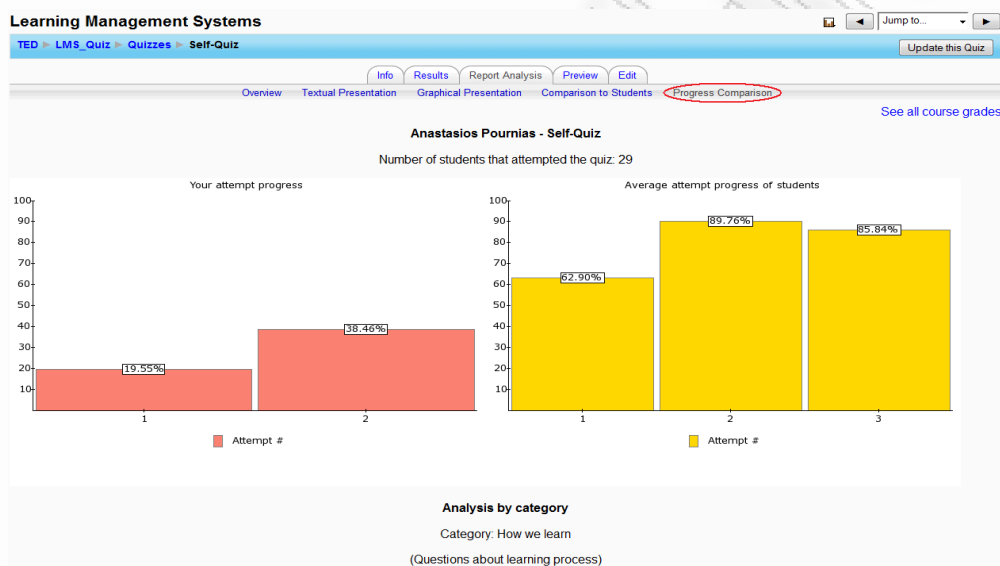 Learning Management Systems
Jump to...
TED LMS_Quiz Quizzes Self-Quiz
Update this Quiz
Info Results Report Analysis Preview Edit
Overview Textual Presentation Graphical Presentation Comparison to Students Progress Comparison
See all course grades
Anastasios Pournias - Self-Quiz
Number of students that attempted the quiz: 29
Your attempt progress
100
90
80
70
60
50
40
30
20
10
38.46%
19.55%
1 2
Attempt #
Average attempt progress of students
100
90
80
70
60
50
40
30
20
10
89.76%
85.84%
62.90%
1 2 3
Attempt #
Analysis by category
Category: How we learn
(Questions about learning process)